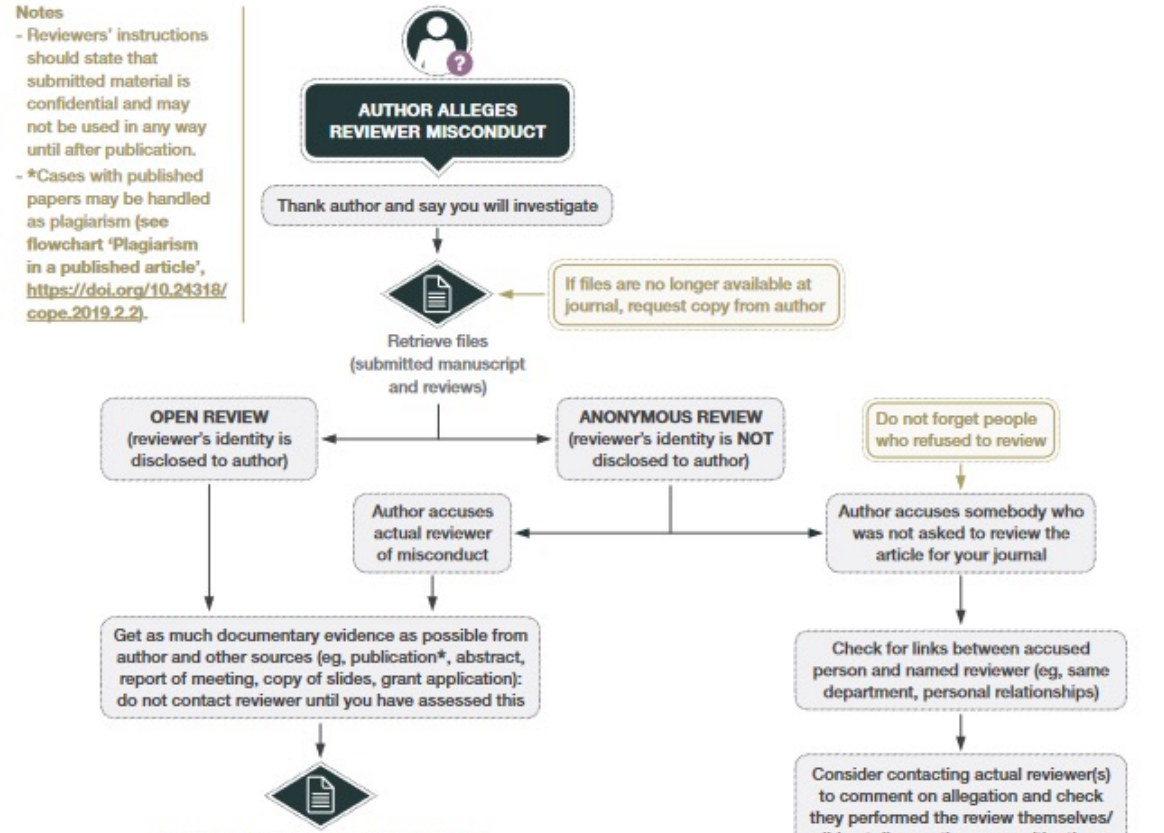 Notes
- Reviewers' instructions
should state that
submitted material is
confidential and may
not be used in any way
until after publication.
- *Cases with published
papers may be handled
as plagiarism (see
flowchart ‘Plagiarism
in a published article’,
https://doi.org/10.24318/
cope.2019.2.2).
?
AUTHOR ALLEGES
REVIEWER MISCONDUCT
Thank author and say you will investigate
If files are no longer available at
journal, request copy from author
Retrieve files
(submitted manuscript
and reviews)
OPEN REVIEW
(reviewer's identity is
disclosed to author)
ANONYMOUS REVIEW
(reviewer's identity is NOT
disclosed to author)
Do not forget people
who refused to review
Author accuses
actual reviewer
of misconduct
Author accuses somebody who
was not asked to review the
article for your journal
Get as much documentary evidence as possible from
author and other sources (eg, publication*, abstract,
report of meeting, copy of slides, grant application):
do not contact reviewer until you have assessed this
Check for links between accused
person and named reviewer (eg, same
department, personal relationships)
Consider contacting actual reviewer(s)
to comment on allegation and check
they performed the review themselves/